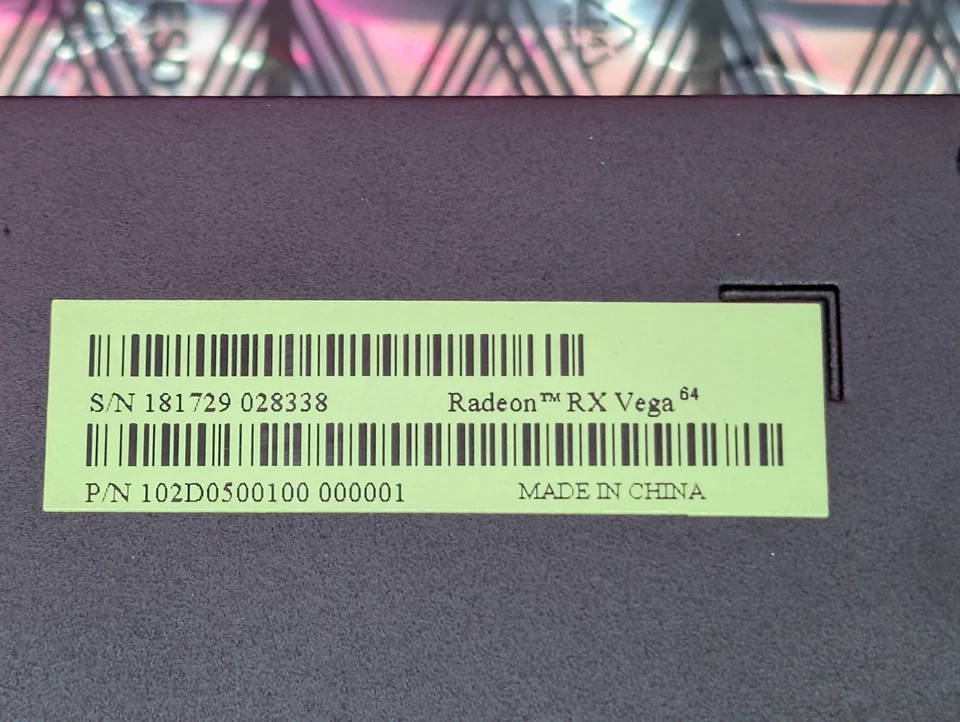 S/N 181729 028338 Radeon™ RX Vega 64
P/N 102D0500100 000001 MADE IN CHINA